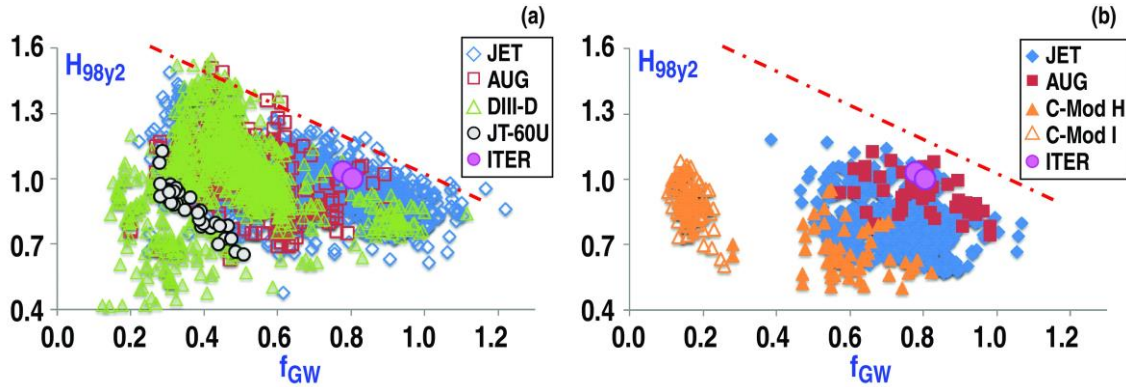 (a)
H98y2
JET
AUG
DIII-D
JT-60U
ITER
1.6
1.3
1.0
0.7
0.4
0.0 0.2 0.4 0.6 0.8 1.0 1.2
fGW
(b)
H98y2
JET
AUG
C-Mod H
C-Mod I
ITER
1.6
1.3
1.0
0.7
0.4
0.0 0.2 0.4 0.6 0.8 1.0 1.2
fGW